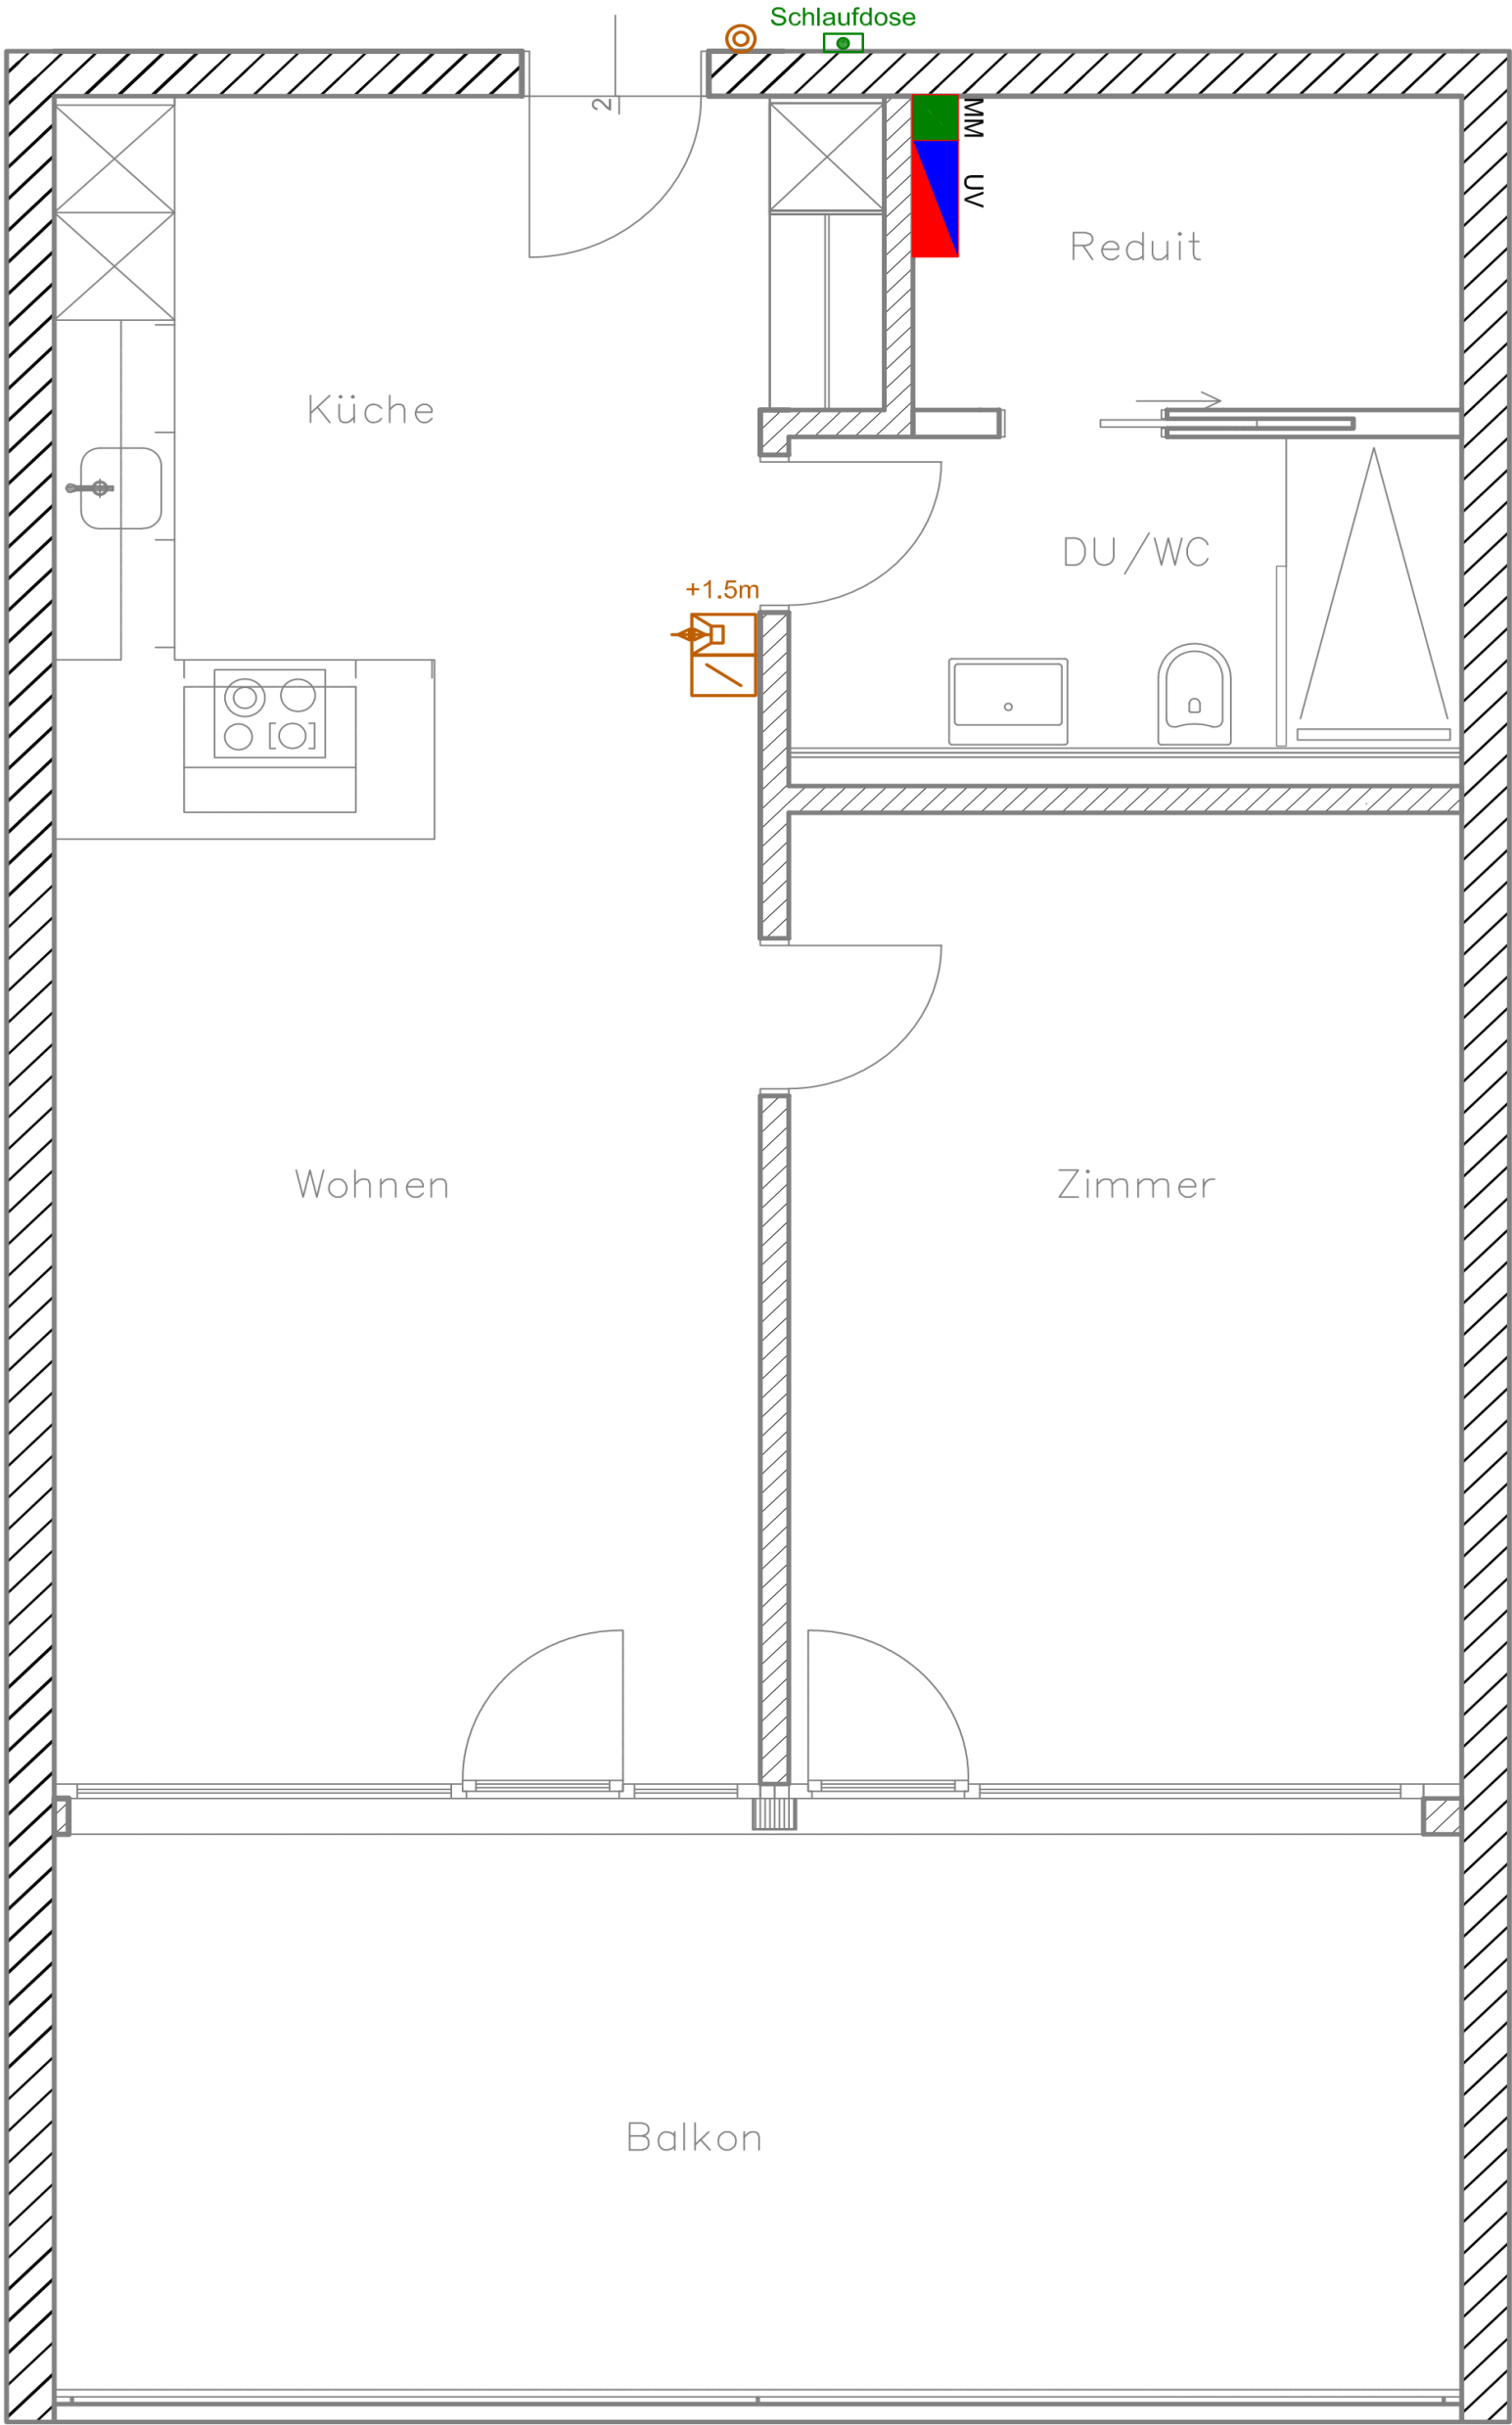 Schlaufdose
2
MM
UV
Reduit
Küche
DU/WC
+1.5m
Wohnen
Zimmer
Balkon